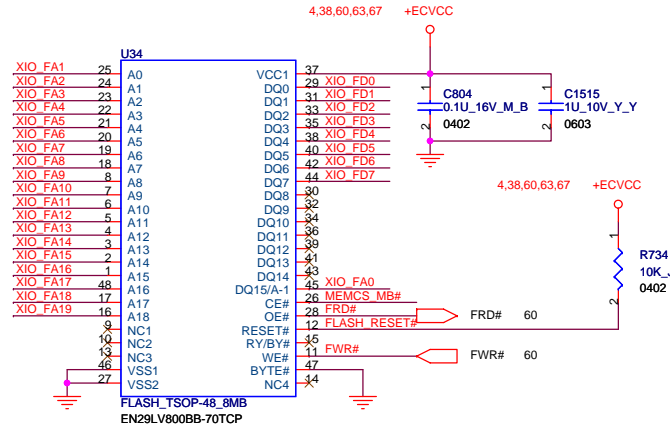 4,38,60,63,67 +ECVCC
U34
XIO_FA1 25 A0 VCC1 37
XIO_FA2 24 A1 DQ0 29 XIO_FD0
XIO_FA3 23 A2 DQ1 31 XIO_FD1
XIO_FA4 22 A3 DQ2 33 XIO_FD2
XIO_FA5 21 A4 DQ3 35 XIO_FD3
XIO_FA6 20 A5 DQ4 38 XIO_FD4
XIO_FA7 19 A6 DQ5 40 XIO_FD5
XIO_FA8 18 A7 DQ6 42 XIO_FD6
XIO_FA9 8 A8 DQ7 44 XIO_FD7
XIO_FA10 7 A9 DQ8 30
XIO_FA11 6 A10 DQ9 32
XIO_FA12 5 A11 DQ10 34
XIO_FA13 4 A12 DQ11 36
XIO_FA14 3 A13 DQ12 39
XIO_FA15 2 A14 DQ13 41
XIO_FA16 1 A15 DQ14 43
XIO_FA17 48 A16 DQ15/A-1 45 XIO_FA0
XIO_FA18 17 A17 CE# 26 MEMCS_MB#
XIO_FA19 16 A18 OE# 28 FRD#
9 NC1 RESET# 12 FLASH_RESET#
10 NC2 RY/BY# 15
13 NC3 WE# 11 FWR#
46 VSS1 BYTE# 47
27 VSS2 NC4 14
FLASH_TSOP-48_8MB
EN29LV800BB-70TCP
1
C804
0.1U_16V_M_B
2 0402
1
C1515
1U_10V_Y_Y
2 0603
4,38,60,63,67 +ECVCC
1
R734
10K_
0402
2
FRD# 60
FWR# 60